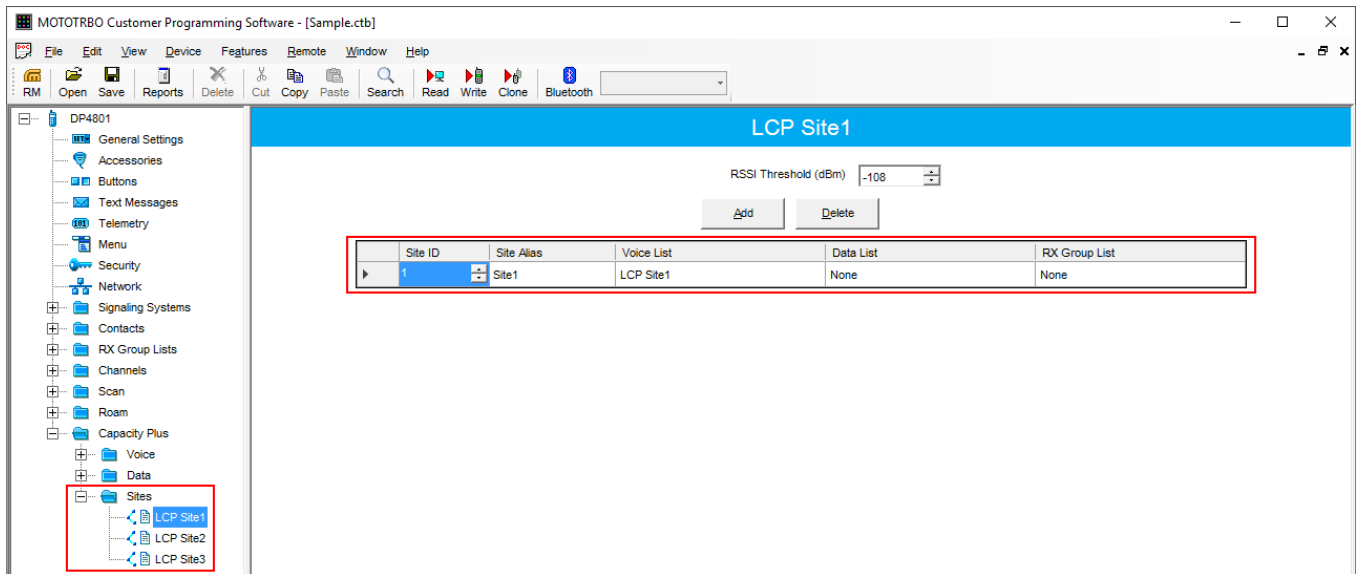 MOTOTRBO Customer Programming Software - [Sample.ctb]
File Edit View Device Features Remote Window Help
RM Open Save Reports Delete Cut Copy Paste Search Read Write Clone Bluetooth
DP4801
General Settings
Accessories
Buttons
Text Messages
Telemetry
Menu
Security
Network
Signaling Systems
Contacts
RX Group Lists
Channels
Scan
Roam
Capacity Plus
Voice
Data
Sites
LCP Site1
LCP Site2
LCP Site3
LCP Site1
RSSI Threshold (dBm) -108
Add Delete
Site ID Site Alias Voice List Data List RX Group List
1 Site1 LCP Site1 None None